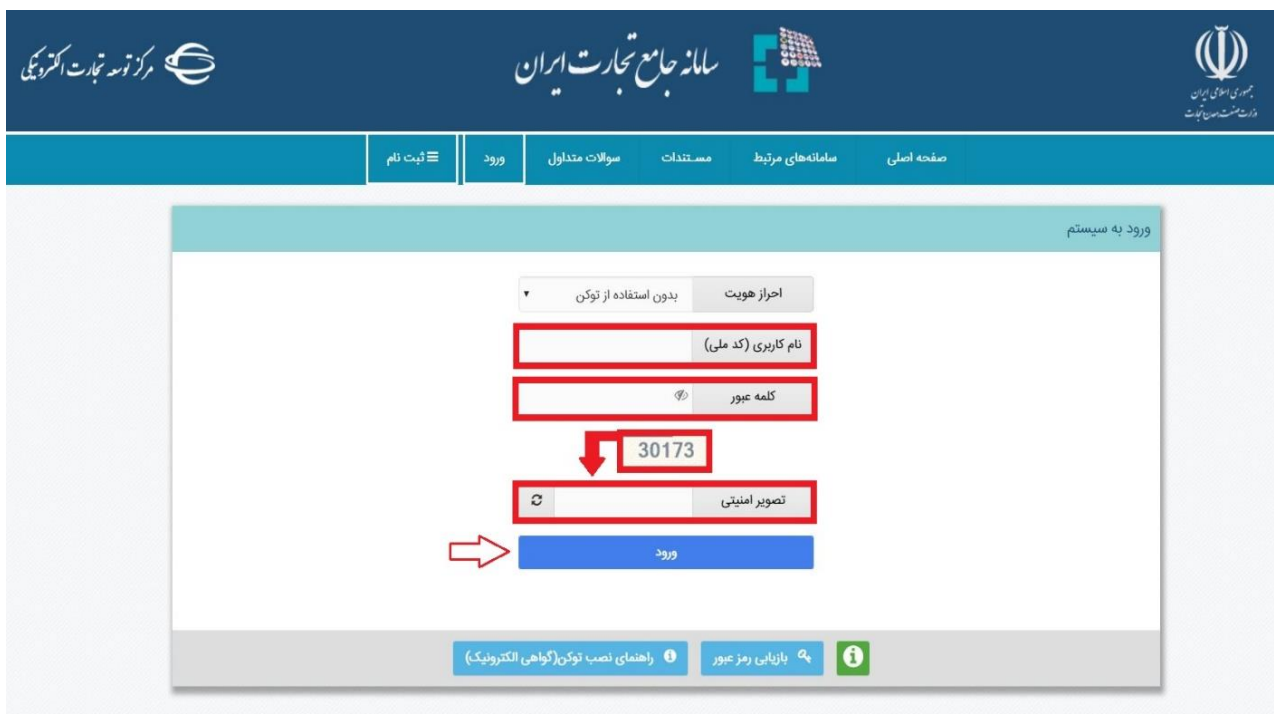 جمهوری اسلامی ایران
وزارت صنعت، معدن و تجارت
سامانه جامع تجارت ایران
مرکز توسعه تجارت الکترونیکی
صفحه اصلی
سامانه‌های مرتبط
مستندات
سوالات متداول
ورود
ثبت نام
ورود به سیستم
احراز هویت
بدون استفاده از توکن
نام کاربری (کد ملی)
کلمه عبور
30173
تصویر امنیتی
ورود
بازیابی رمز عبور
راهنمای نصب توکن(گواهی الکترونیک)